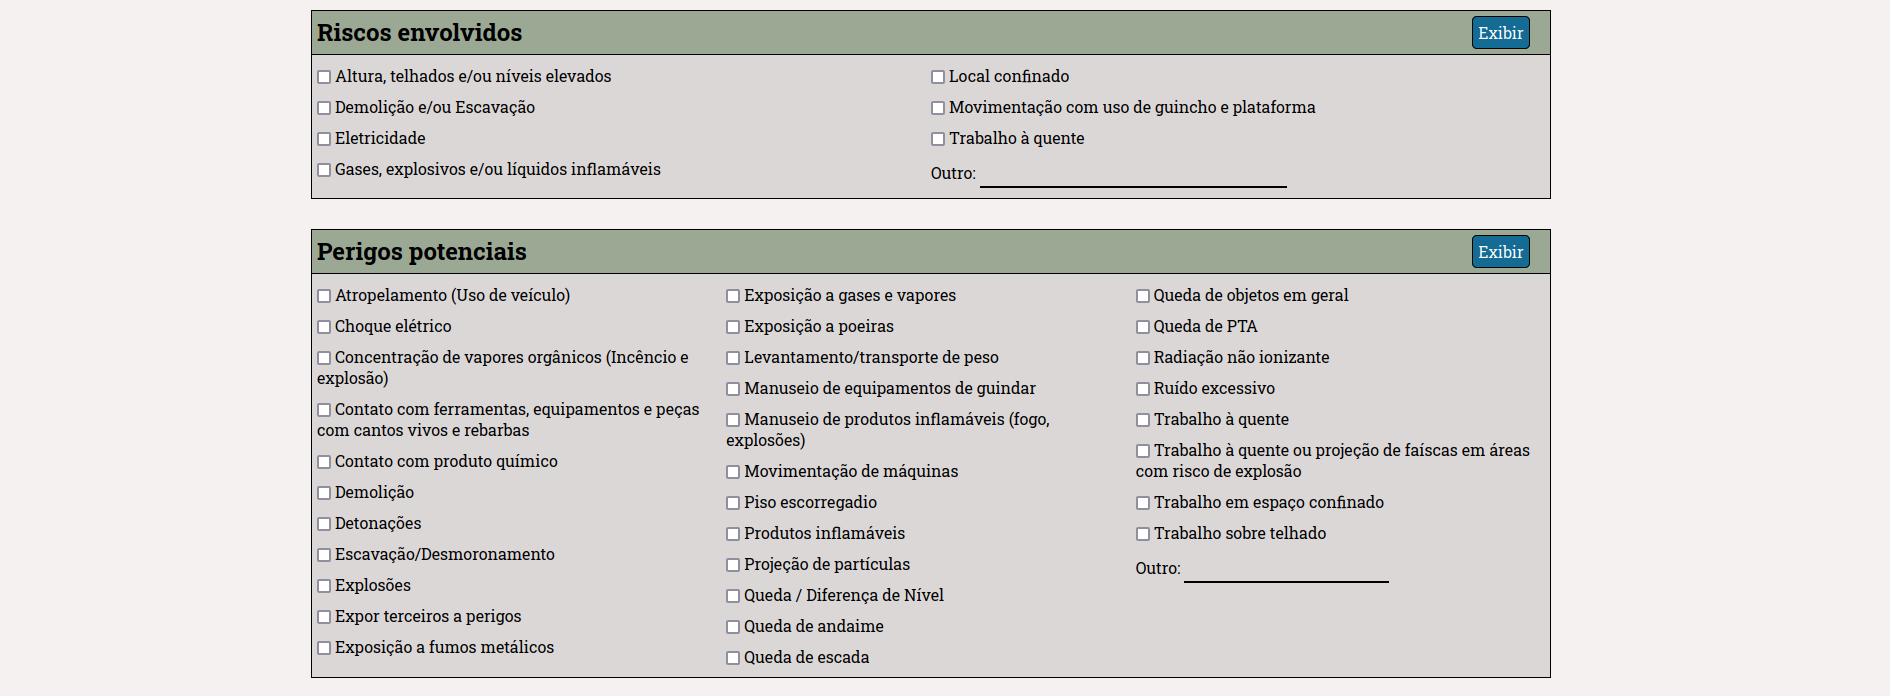 Riscos envolvidos
Exibir
Altura, telhados e/ou níveis elevados
Demolição e/ou Escavação
Eletricidade
Gases, explosivos e/ou líquidos inflamáveis
Local confinado
Movimentação com uso de guincho e plataforma
Trabalho à quente
Outro:
Perigos potenciais
Exibir
Atropelamento (Uso de veículo)
Choque elétrico
Concentração de vapores orgânicos (Incêncio e
explosão)
Contato com ferramentas, equipamentos e peças
com cantos vivos e rebarbas
Contato com produto químico
Demolição
Detonações
Escavação/Desmoronamento
Explosões
Expor terceiros a perigos
Exposição a fumos metálicos
Exposição a gases e vapores
Exposição a poeiras
Levantamento/transporte de peso
Manuseio de equipamentos de guindar
Manuseio de produtos inflamáveis (fogo,
explosões)
Movimentação de máquinas
Piso escorregadio
Produtos inflamáveis
Projeção de partículas
Queda / Diferença de Nível
Queda de andaime
Queda de escada
Queda de objetos em geral
Queda de PTA
Radiação não ionizante
Ruído excessivo
Trabalho à quente
Trabalho à quente ou projeção de faíscas em áreas
com risco de explosão
Trabalho em espaço confinado
Trabalho sobre telhado
Outro: